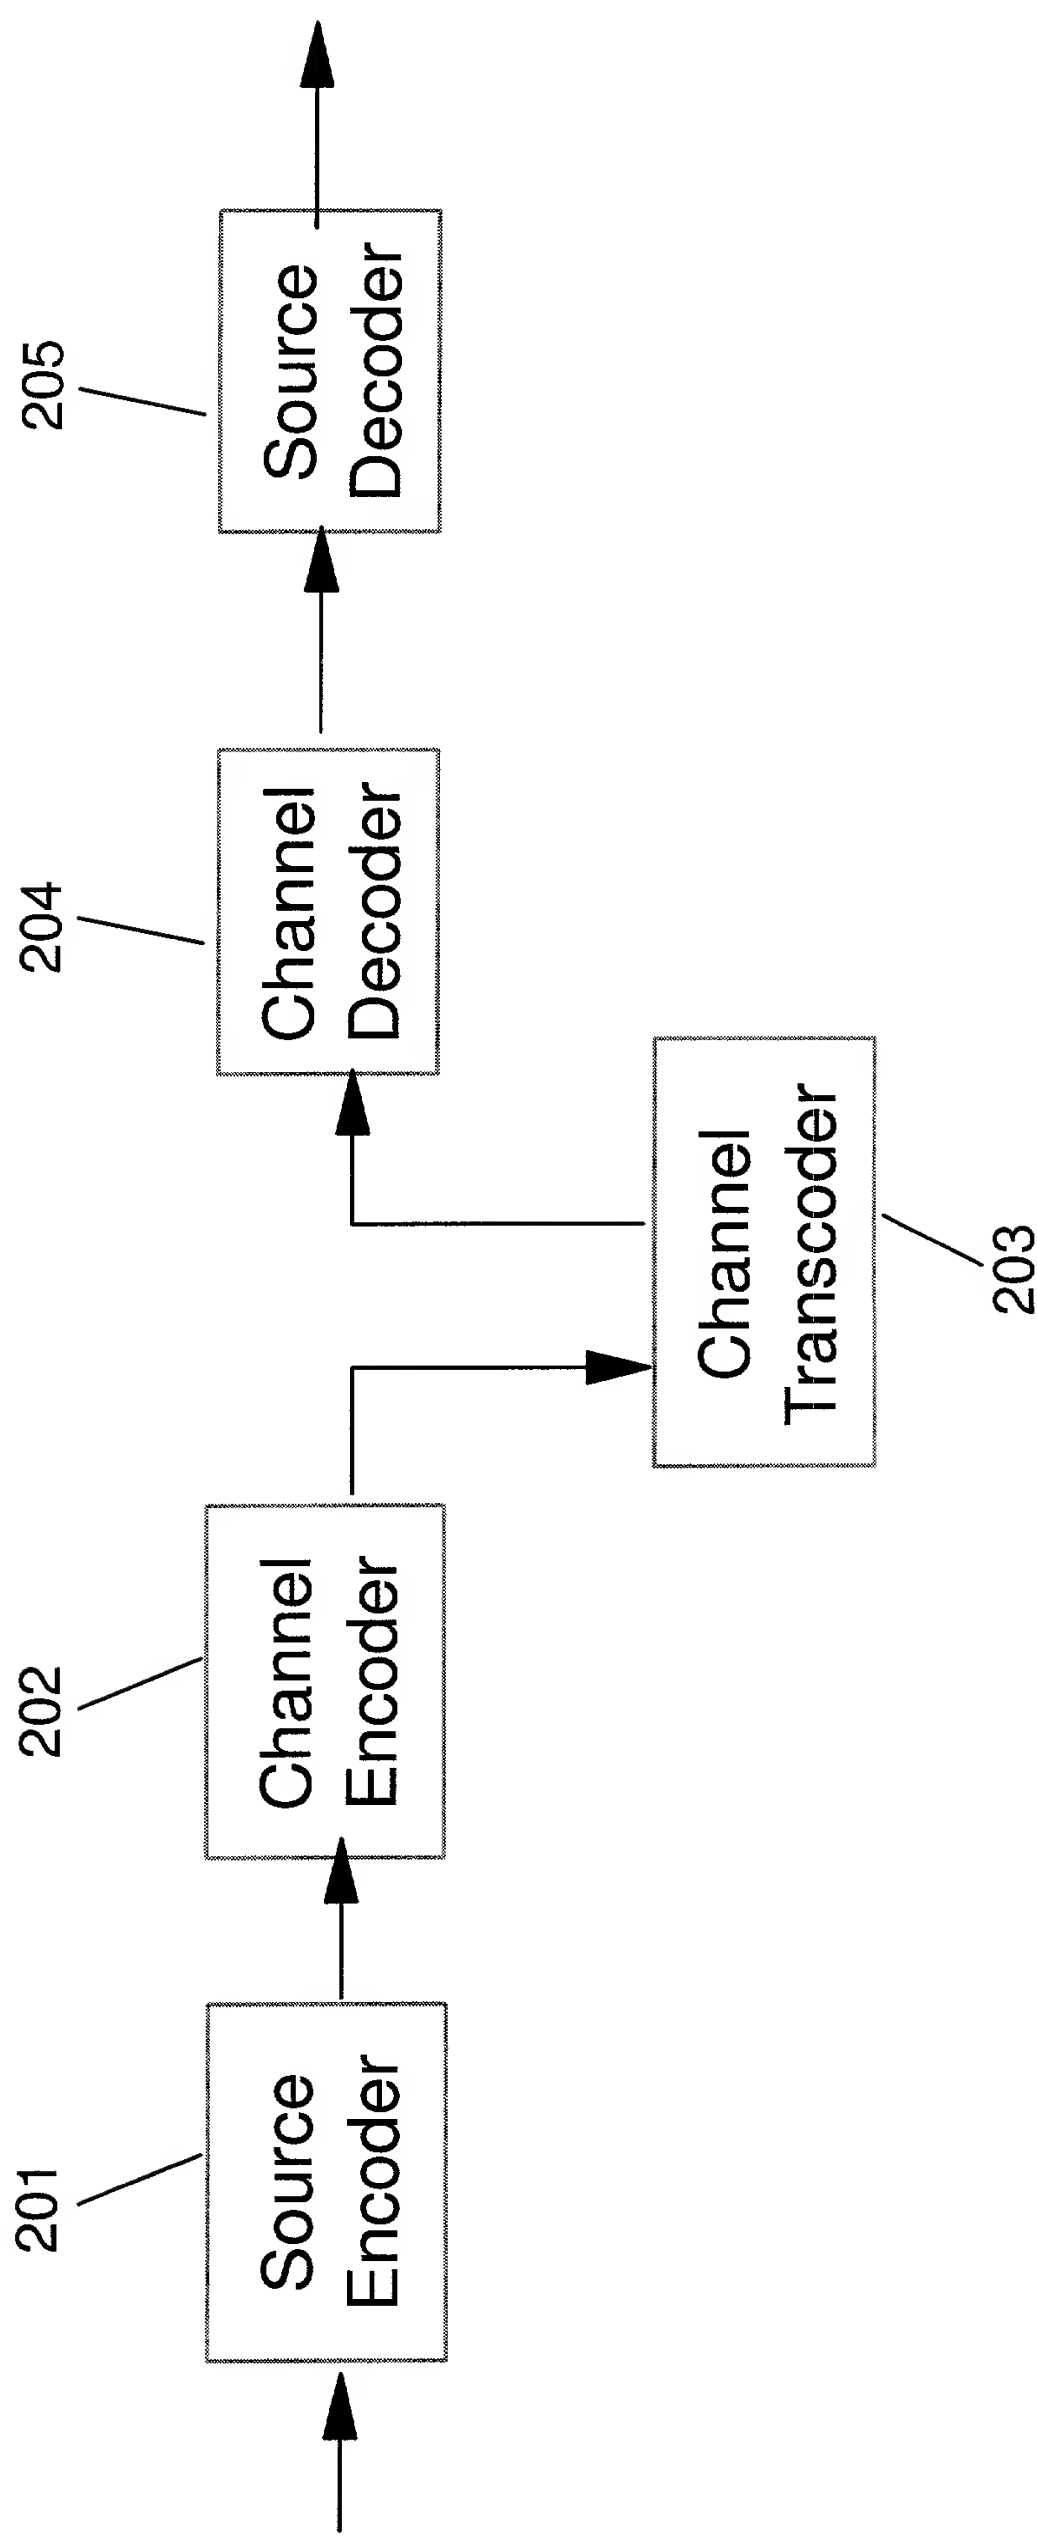 201
Source
Encoder
202
Channel
Encoder
203
Channel
Transcoder
204
Channel
Decoder
205
Source
Decoder